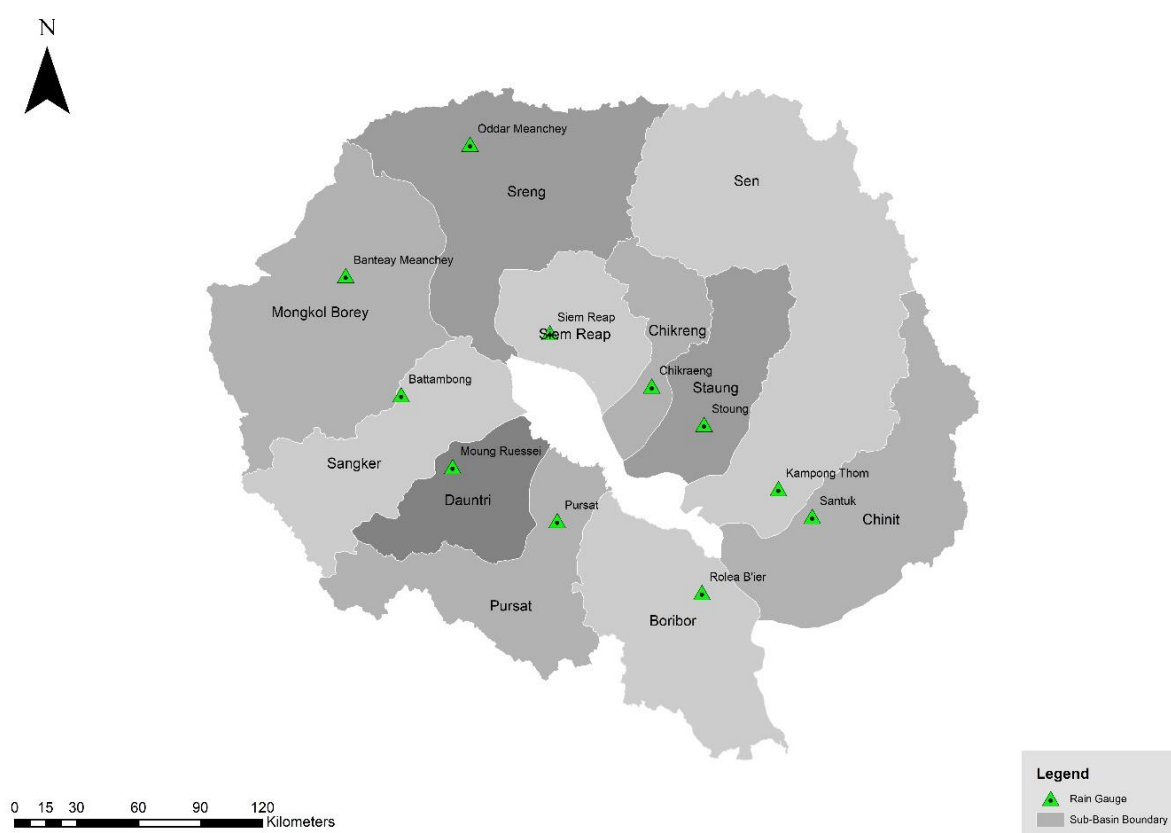 N
Oddar Meanchey
Sen
Sreng
Banteay Meanchey
Mongkol Borey
Siem Reap
Siem Reap
Chikreng
Chikraeng
Staung
Battambong
Stoung
Moung Ruessei
Sangker
Dauntri
Kampong Thom
Pursat
Santuk
Chinit
Rolea B'ier
Pursat
Boribor
Legend
Rain Gauge
Sub-Basin Boundary
0 15 30 60 90 120
Kilometers